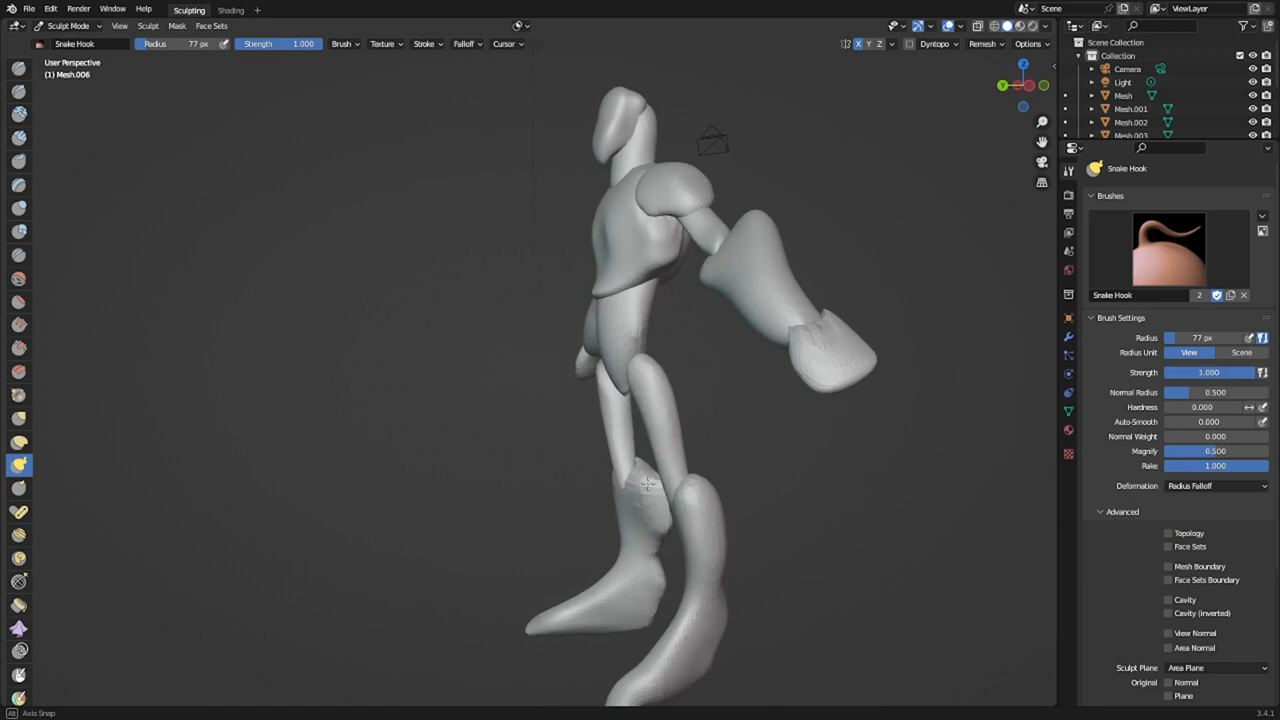 File Edit Render Window Help Sculpting Shading Scene ViewLayer
Sculpt Mode View Sculpt Mask Face Sets
Snake Hook Radius 77 px Strength 1.000 Brush Texture Stroke Falloff Cursor X Y Z Dyntopo Remesh Options
User Perspective
(1) Mesh.006
Z
Y
Scene Collection
Collection
Camera
Light
Mesh
Mesh.001
Mesh.002
Mesh.003
Snake Hook
Brushes
Snake Hook 2
Brush Settings
Radius 77 px
Radius Unit View Scene
Strength 1.000
Normal Radius 0.500
Hardness 0.000
Auto-Smooth 0.000
Normal Weight 0.000
Magnify 0.500
Rake 1.000
Deformation Radius Falloff
Advanced
Topology
Face Sets
Mesh Boundary
Face Sets Boundary
Cavity
Cavity (inverted)
View Normal
Area Normal
Sculpt Plane Area Plane
Original Normal
Plane
Alt Axis Snap 3.4.1